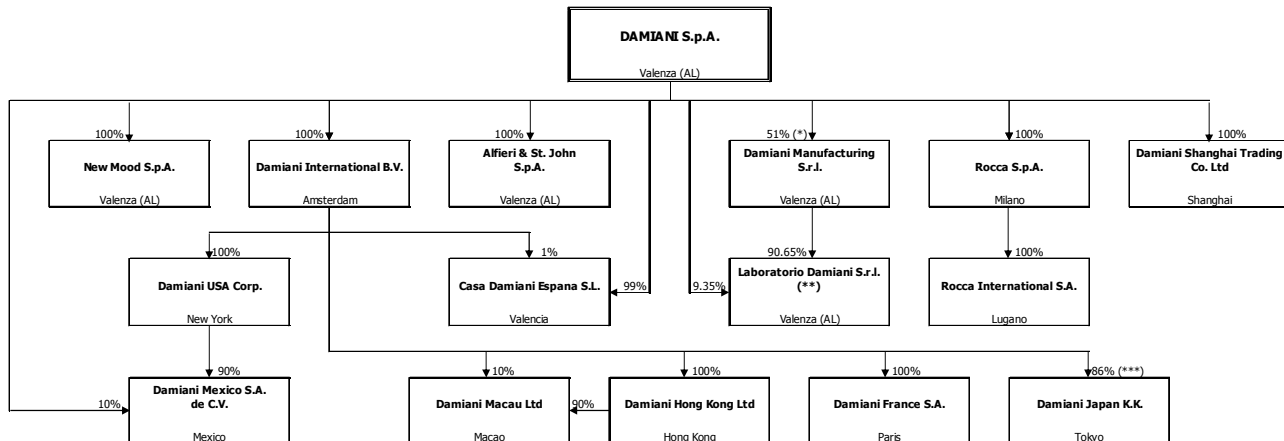 DAMIANI S.p.A.
Valenza (AL)
100%
100%
100%
51% (*)
100%
100%
New Mood S.p.A.
Valenza (AL)
Damiani International B.V.
Amsterdam
Alfieri & St. John
S.p.A.
Valenza (AL)
Damiani Manufacturing
S.r.l.
Valenza (AL)
Rocca S.p.A.
Milano
Damiani Shanghai Trading
Co. Ltd
Shanghai
100%
1%
90.65%
100%
Damiani USA Corp.
New York
Casa Damiani Espana S.L.
Valencia
99%
9.35%
Laboratorio Damiani S.r.l.
(**)
Valenza (AL)
Rocca International S.A.
Lugano
90%
10%
100%
100%
86% (***)
10%
Damiani Mexico S.A.
de C.V.
Mexico
Damiani Macau Ltd
Macao
90%
Damiani Hong Kong Ltd
Hong Kong
Damiani France S.A.
Paris
Damiani Japan K.K.
Tokyo